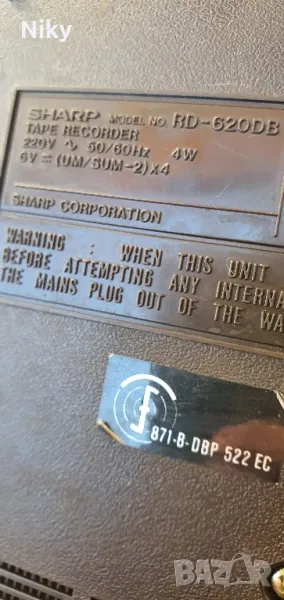 Niky
SHARP MODEL NO. RD-620DB
TAPE RECORDER
220V ∿ 50/60Hz 4W
6V ⎓ (UM/SUM-2)x4
SHARP CORPORATION
WARNING : WHEN THIS UNIT
BEFORE ATTEMPTING ANY INTERNA
THE MAINS PLUG OUT OF THE WA
-871-B-DBP 522 EC
BAZAR.bg